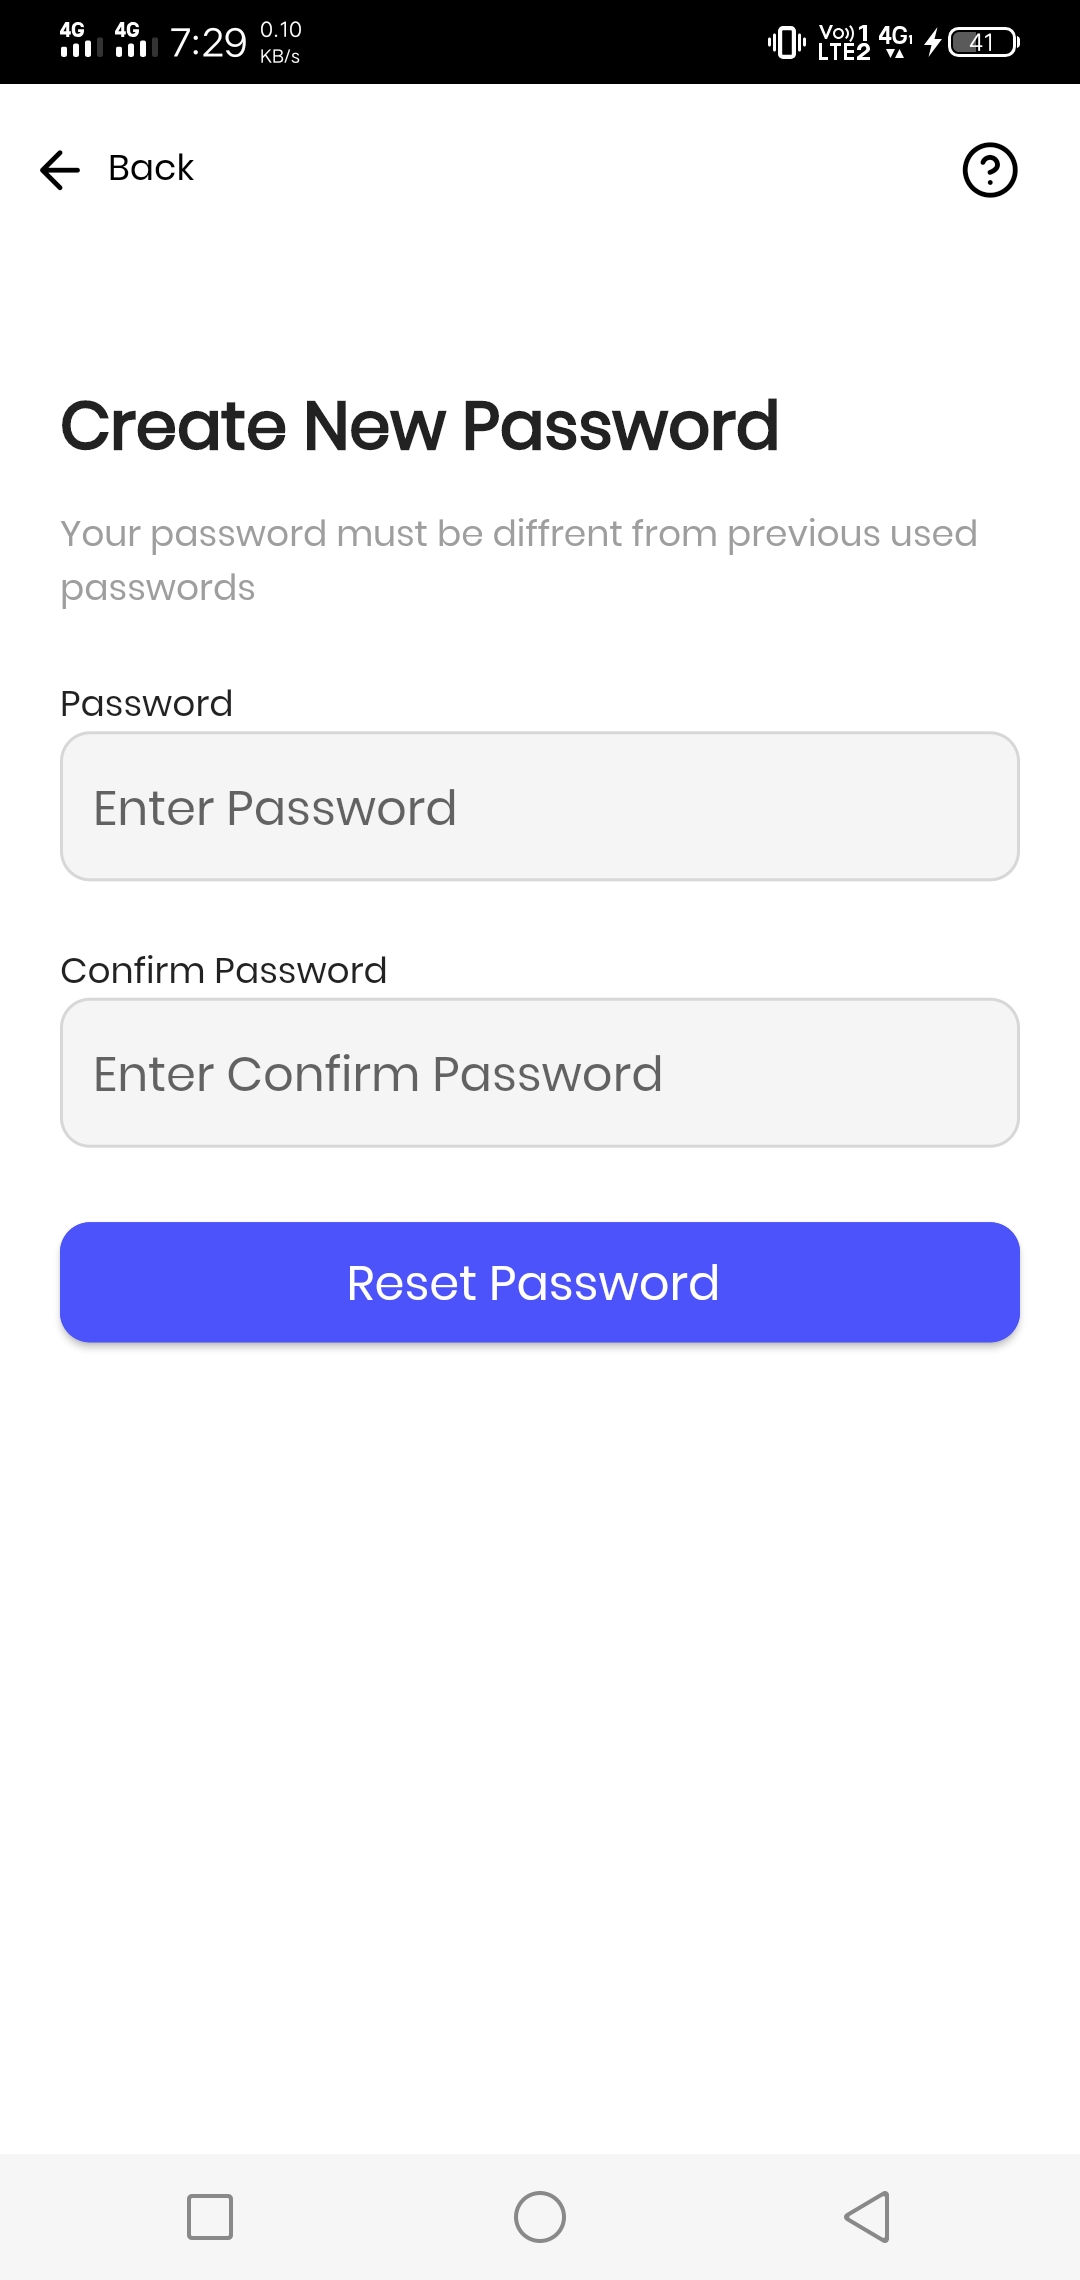 4G 4G 7:29 0.10 KB/s Vo)) 1 LTE2 4G1 41
Back
Create New Password
Your password must be diffrent from previous used
passwords
Password
Enter Password
Confirm Password
Enter Confirm Password
Reset Password